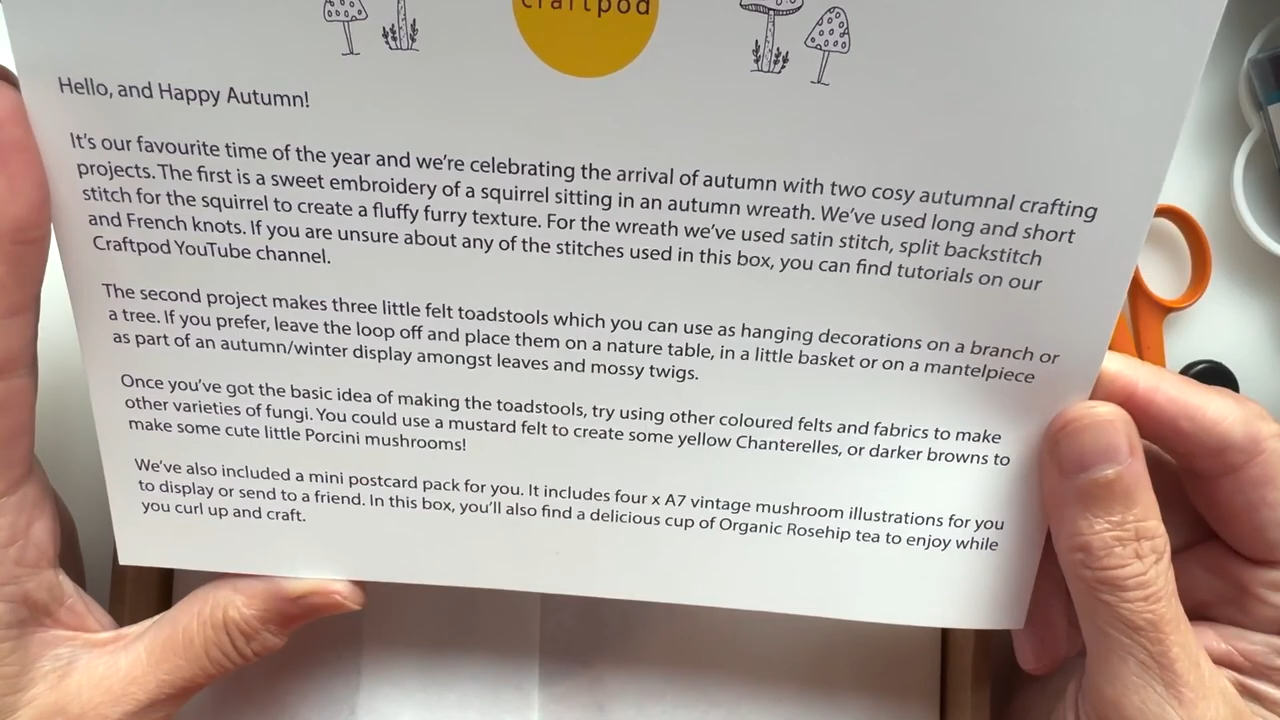 craftpod
Hello, and Happy Autumn!
It's our favourite time of the year and we're celebrating the arrival of autumn with two cosy autumnal crafting
projects. The first is a sweet embroidery of a squirrel sitting in an autumn wreath. We've used long and short
stitch for the squirrel to create a fluffy furry texture. For the wreath we've used satin stitch, split backstitch
and French knots. If you are unsure about any of the stitches used in this box, you can find tutorials on our
Craftpod YouTube channel.
The second project makes three little felt toadstools which you can use as hanging decorations on a branch or
a tree. If you prefer, leave the loop off and place them on a nature table, in a little basket or on a mantelpiece
as part of an autumn/winter display amongst leaves and mossy twigs.
Once you've got the basic idea of making the toadstools, try using other coloured felts and fabrics to make
other varieties of fungi. You could use a mustard felt to create some yellow Chanterelles, or darker browns to
make some cute little Porcini mushrooms!
We've also included a mini postcard pack for you. It includes four x A7 vintage mushroom illustrations for you
to display or send to a friend. In this box, you'll also find a delicious cup of Organic Rosehip tea to enjoy while
you curl up and craft.